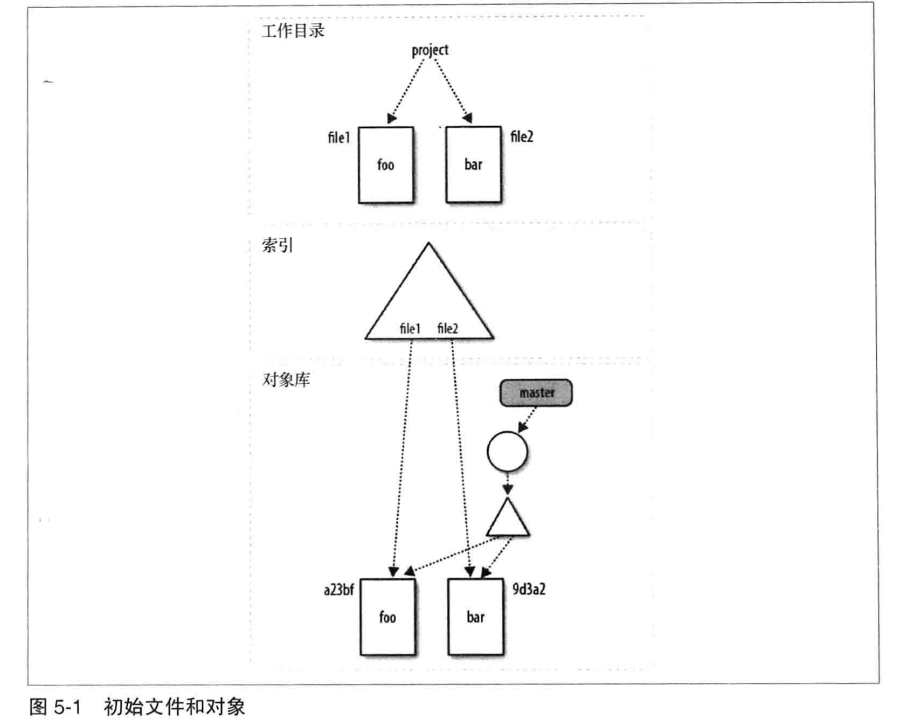 工作目录
project
file1
foo
bar
file2
索引
file1 file2
对象库
master
a23bf
foo
bar
9d3a2
图 5-1 初始文件和对象